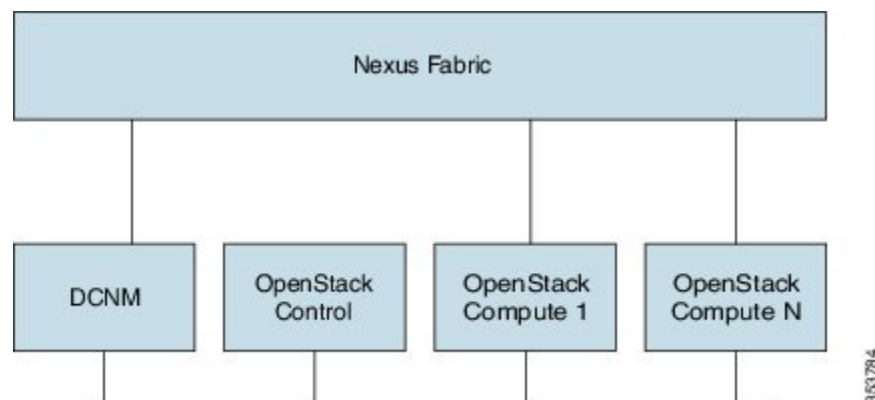 Nexus Fabric
DCNM
OpenStack
Control
OpenStack
Compute 1
OpenStack
Compute N
353784